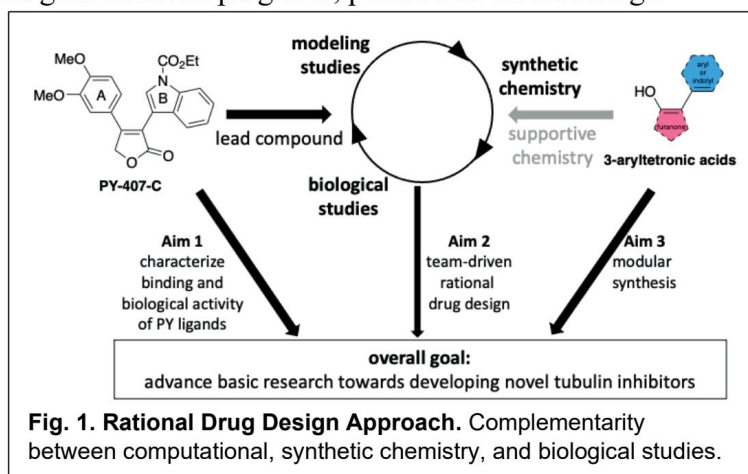 modeling
studies
synthetic
chemistry
MeO
MeO
A
CO₂Et
N
B
O
O
PY-407-C
lead compound
supportive
chemistry
HO
aryl
or
indolyl
furanone
3-aryltetronic acids
biological
studies
Aim 1
characterize
binding and
biological activity
of PY ligands
Aim 2
team-driven
rational
drug design
Aim 3
modular
synthesis
overall goal:
advance basic research towards developing novel tubulin inhibitors
Fig. 1. Rational Drug Design Approach. Complementarity
between computational, synthetic chemistry, and biological studies.